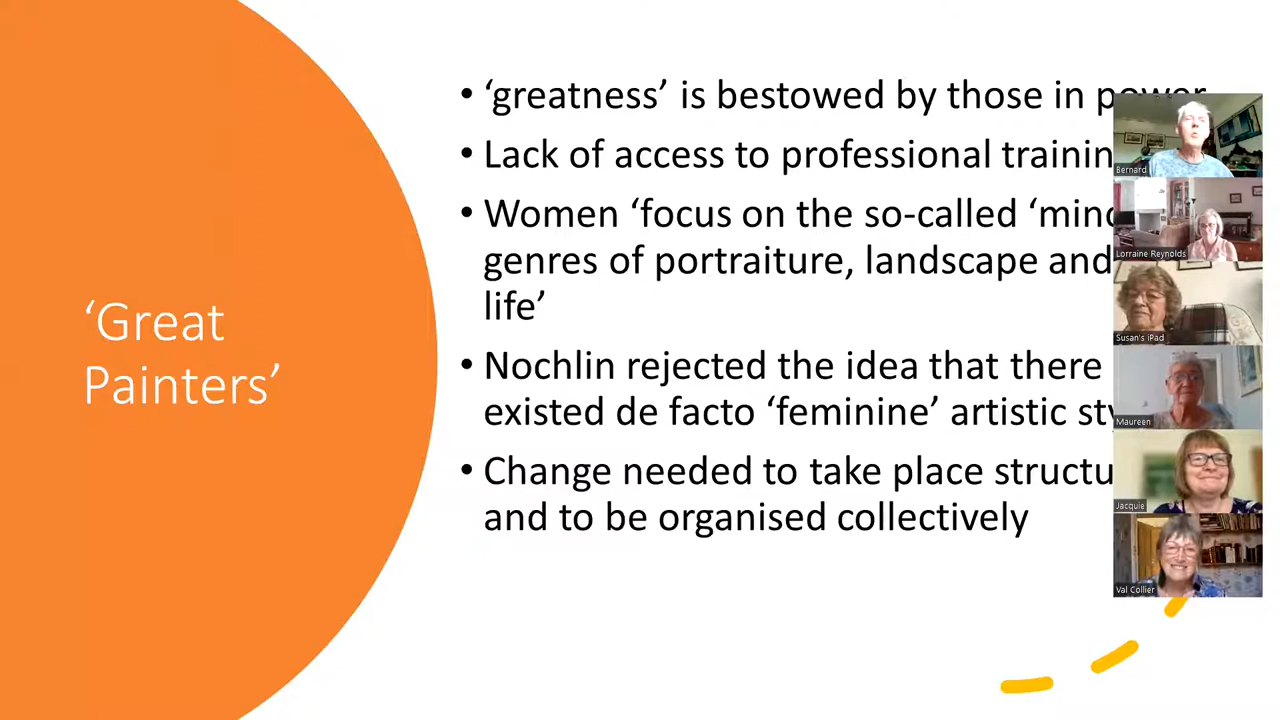 ‘Great
Painters’
• ‘greatness’ is bestowed by those in power
• Lack of access to professional trainin
• Women ‘focus on the so-called ‘mino
genres of portraiture, landscape and
life’
• Nochlin rejected the idea that there
existed de facto ‘feminine’ artistic sty
• Change needed to take place structu
and to be organised collectively
Bernard
Lorraine Reynolds
Susan's iPad
Maureen
Jacquie
Val Collier